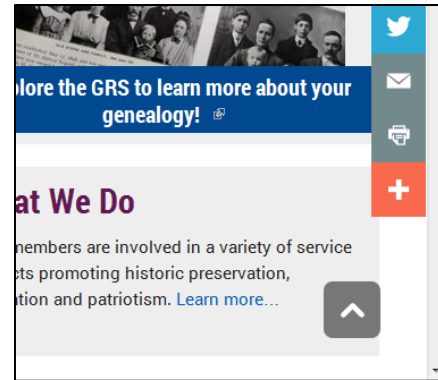 plore the GRS to learn more about your
genealogy!
at We Do
members are involved in a variety of service
cts promoting historic preservation,
ation and patriotism. Learn more…